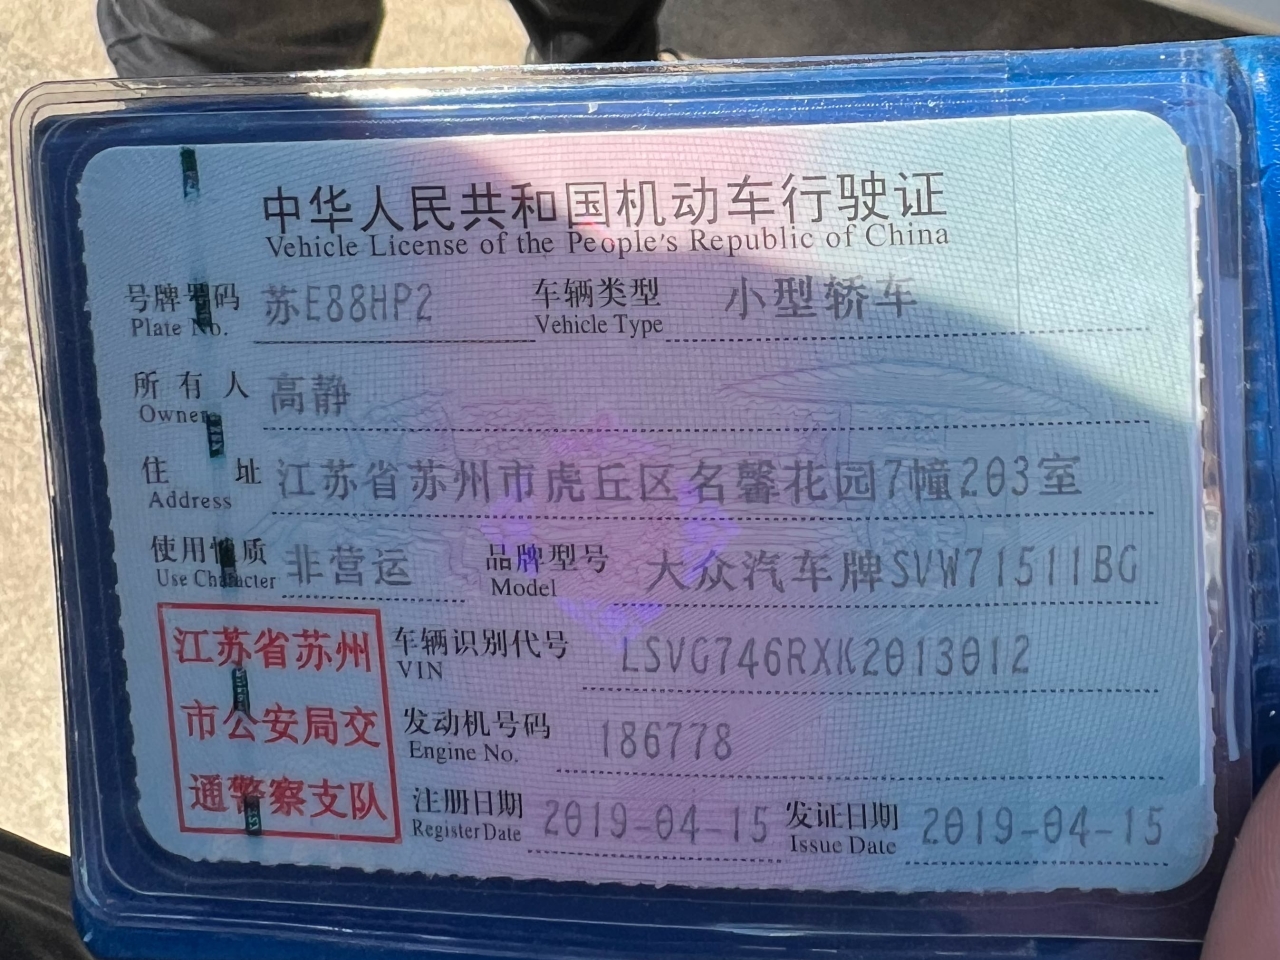 中华人民共和国机动车行驶证
Vehicle License of the People's Republic of China
号牌号码 苏E88HP2 车辆类型 小型轿车
Plate No. Vehicle Type
所有人 高静
Owner
住址 江苏省苏州市虎丘区名馨花园7幢203室
Address
使用性质 非营运 品牌型号 大众汽车牌SVW71511BG
Use Character Model
江苏省苏州
市公安局交
通警察支队
车辆识别代号 LSVG746RXK2013012
VIN
发动机号码 186778
Engine No.
注册日期 2019-04-15 发证日期 2019-04-15
Register Date Issue Date